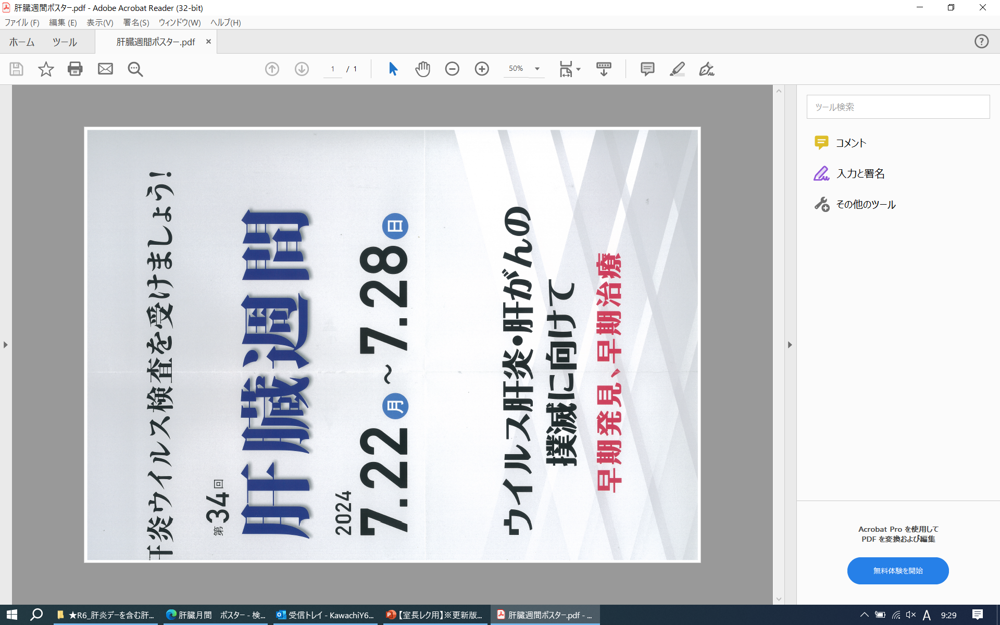 肝臓週間ポスター.pdf - Adobe Acrobat Reader (32-bit)
ファイル (F) 編集 (E) 表示(V) 署名(S) ウィンドウ(W) ヘルプ(H)
ホーム ツール 肝臓週間ポスター.pdf ×
1 / 1 50%
肝炎ウイルス検査を受けましょう!
第34回
肝臓週間
2024
7.22月~7.28日
ウイルス肝炎・肝がんの
撲滅に向けて
早期発見、早期治療
ツール検索
コメント
入力と署名
その他のツール
Acrobat Pro を使用して
PDF を変換および編集
無料体験を開始
★R6_肝炎デーを含む肝... 肝臓月間 ポスター - 検... 受信トレイ - KawachiY6... 【室長レク用】※更新版... 肝臓週間ポスター.pdf - ... A 9:29